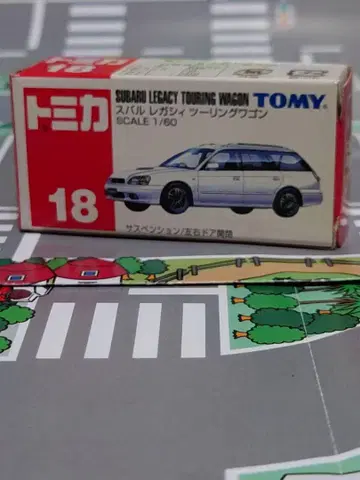 18
トミカ
SUBARU LEGACY TOURING WAGON TOMY
スバル レガシィ ツーリングワゴン
SCALE 1/60
18
サスペンション/左右ドア開閉